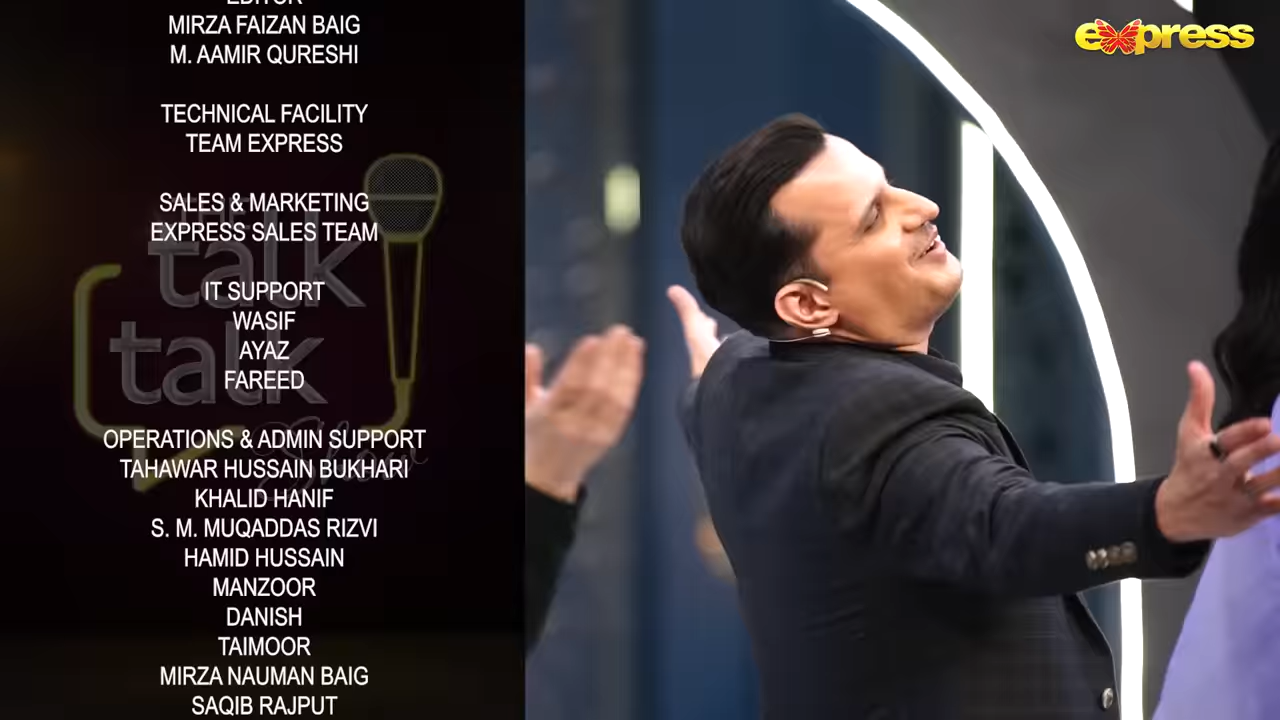 EDITOR
MIRZA FAIZAN BAIG
M. AAMIR QURESHI
TECHNICAL FACILITY
TEAM EXPRESS
SALES & MARKETING
EXPRESS SALES TEAM
IT SUPPORT
WASIF
AYAZ
FAREED
OPERATIONS & ADMIN SUPPORT
TAHAWAR HUSSAIN BUKHARI
KHALID HANIF
S. M. MUQADDAS RIZVI
HAMID HUSSAIN
MANZOOR
DANISH
TAIMOOR
MIRZA NAUMAN BAIG
SAQIB RAJPUT
talk
talk
Show
express